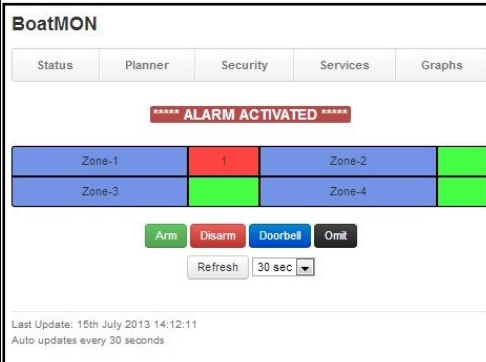 BoatMON
Status Planner Security Services Graphs
***** ALARM ACTIVATED *****
Zone-1 1 Zone-2
Zone-3 Zone-4
Arm Disarm Doorbell Omit
Refresh 30 sec
Last Update: 15th July 2013 14:12:11
Auto updates every 30 seconds